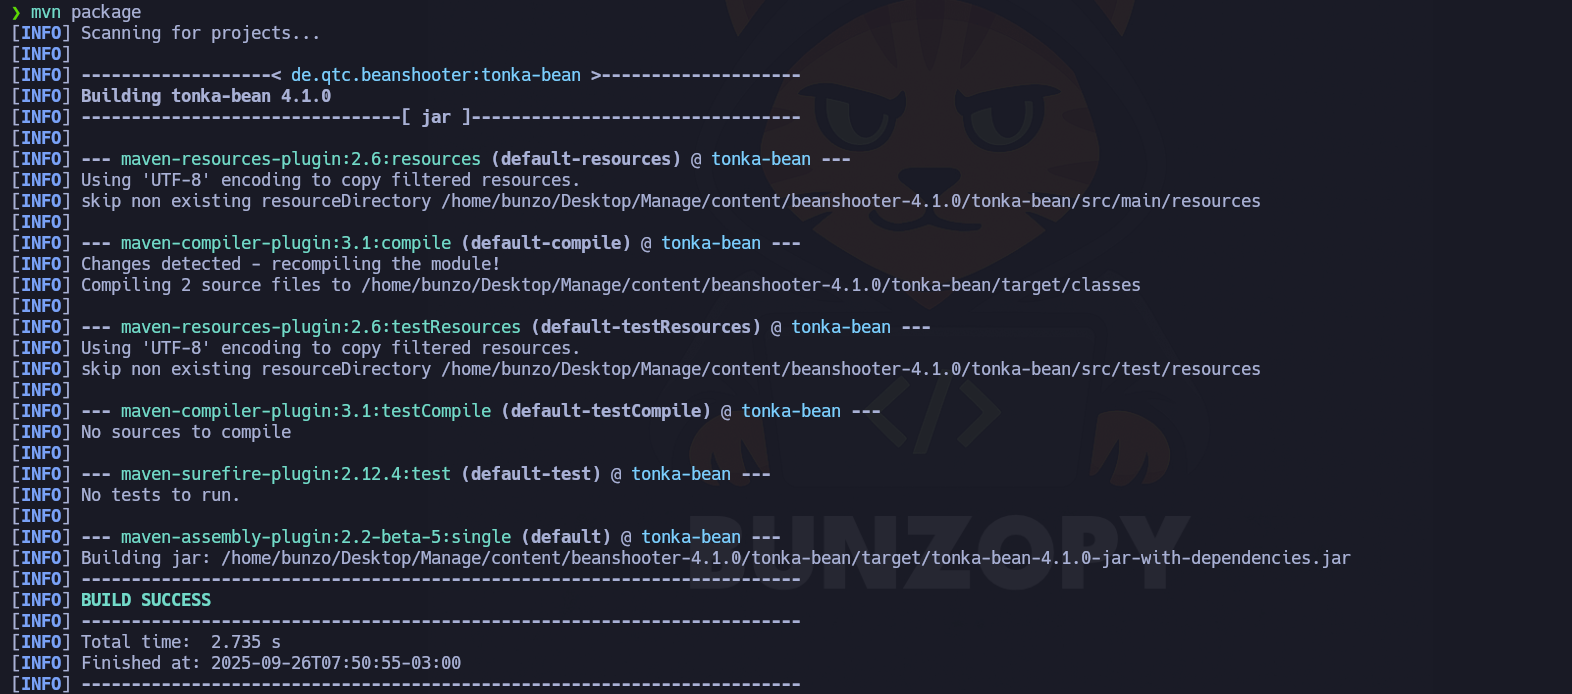 ❯ mvn package
[INFO] Scanning for projects...
[INFO]
[INFO] -------------------< de.qtc.beanshooter:tonka-bean >--------------------
[INFO] Building tonka-bean 4.1.0
[INFO] --------------------------------[ jar ]---------------------------------
[INFO]
[INFO] --- maven-resources-plugin:2.6:resources (default-resources) @ tonka-bean ---
[INFO] Using 'UTF-8' encoding to copy filtered resources.
[INFO] skip non existing resourceDirectory /home/bunzo/Desktop/Manage/content/beanshooter-4.1.0/tonka-bean/src/main/resources
[INFO]
[INFO] --- maven-compiler-plugin:3.1:compile (default-compile) @ tonka-bean ---
[INFO] Changes detected - recompiling the module!
[INFO] Compiling 2 source files to /home/bunzo/Desktop/Manage/content/beanshooter-4.1.0/tonka-bean/target/classes
[INFO]
[INFO] --- maven-resources-plugin:2.6:testResources (default-testResources) @ tonka-bean ---
[INFO] Using 'UTF-8' encoding to copy filtered resources.
[INFO] skip non existing resourceDirectory /home/bunzo/Desktop/Manage/content/beanshooter-4.1.0/tonka-bean/src/test/resources
[INFO]
[INFO] --- maven-compiler-plugin:3.1:testCompile (default-testCompile) @ tonka-bean ---
[INFO] No sources to compile
[INFO]
[INFO] --- maven-surefire-plugin:2.12.4:test (default-test) @ tonka-bean ---
[INFO] No tests to run.
[INFO]
[INFO] --- maven-assembly-plugin:2.2-beta-5:single (default) @ tonka-bean ---
[INFO] Building jar: /home/bunzo/Desktop/Manage/content/beanshooter-4.1.0/tonka-bean/target/tonka-bean-4.1.0-jar-with-dependencies.jar
[INFO] ------------------------------------------------------------------------
[INFO] BUILD SUCCESS
[INFO] ------------------------------------------------------------------------
[INFO] Total time:  2.735 s
[INFO] Finished at: 2025-09-26T07:50:55-03:00
[INFO] ------------------------------------------------------------------------
</>
BUNZOPY